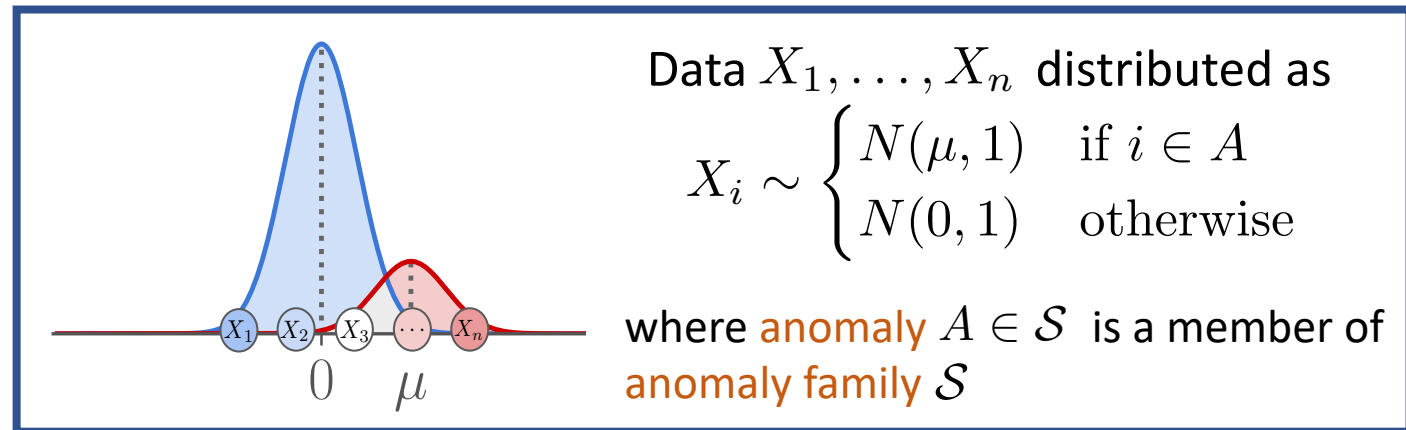 Data X₁, . . . , Xₙ distributed as
Xᵢ ∼ { N(μ, 1) if i ∈ A
N(0, 1) otherwise
where anomaly A ∈ 𝒮 is a member of
anomaly family 𝒮
X₁ X₂ X₃ ⋯ Xₙ
0 μ